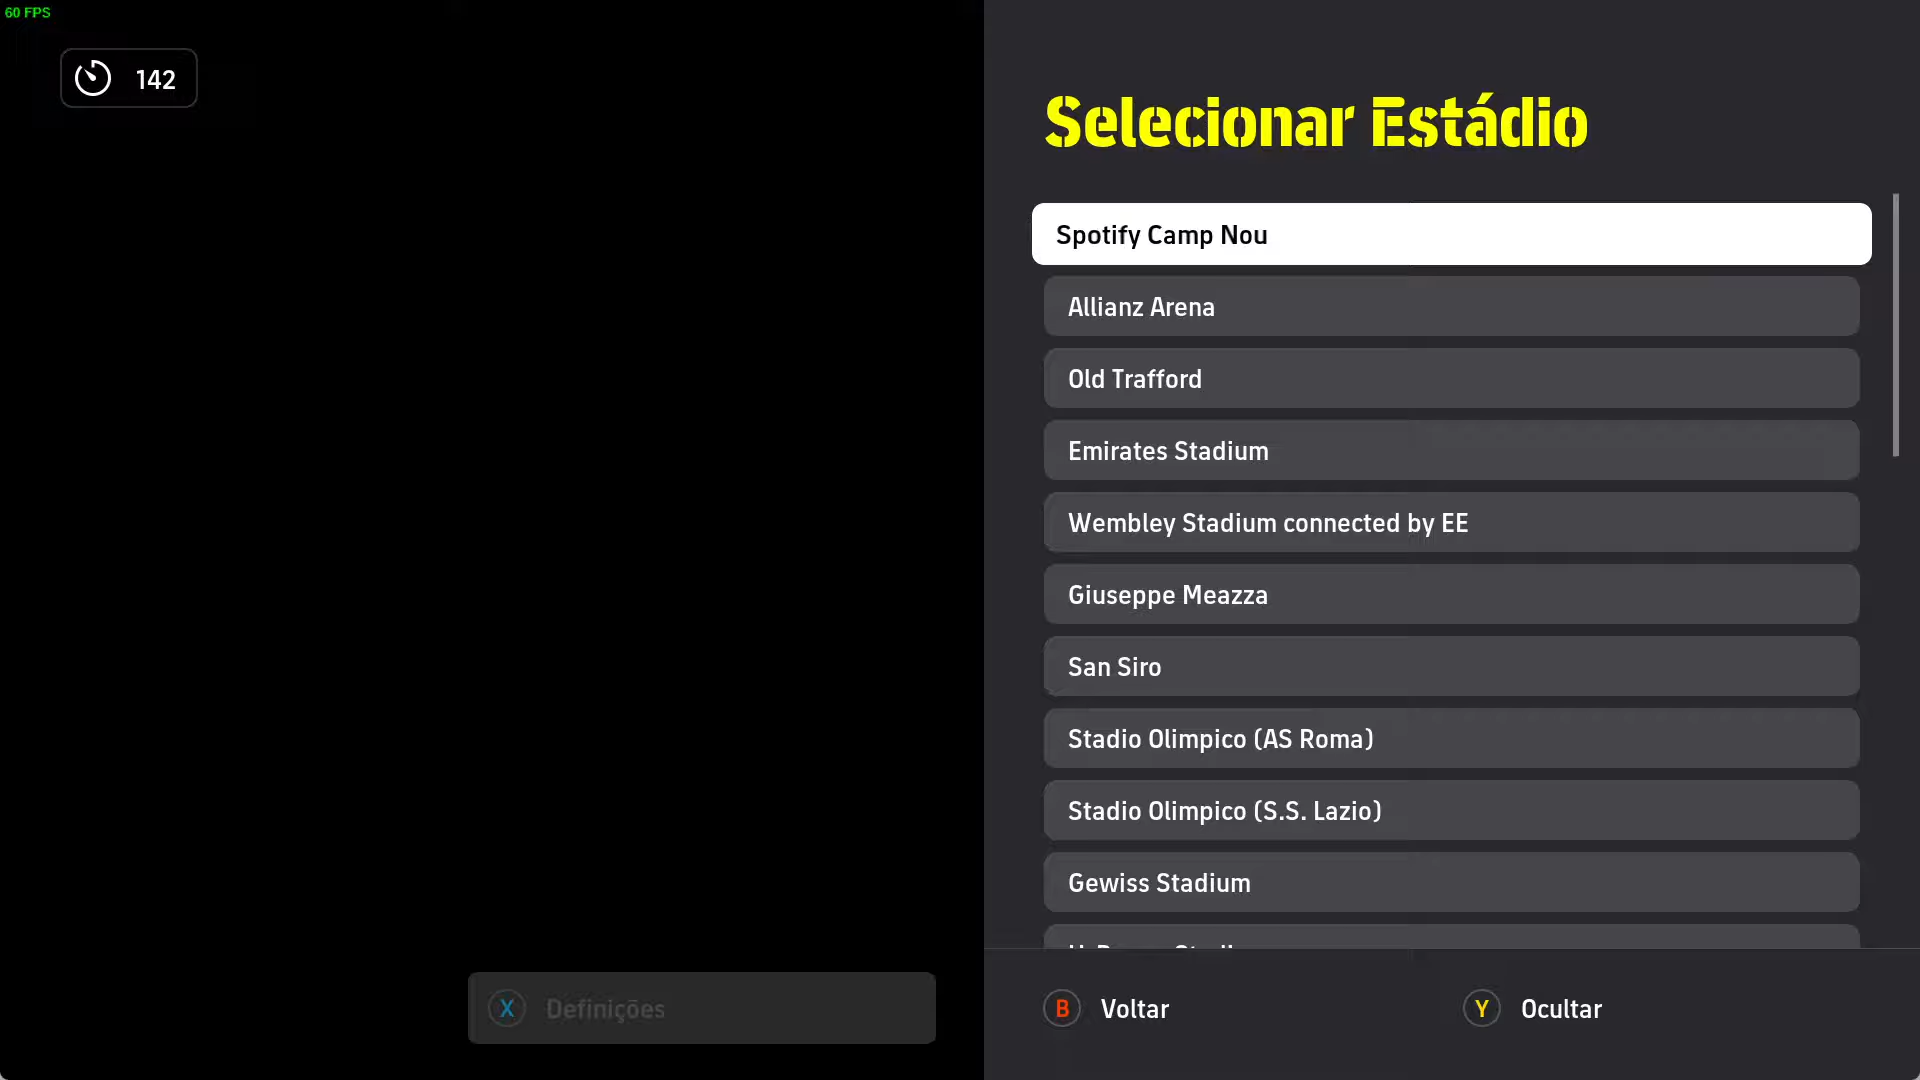 60 FPS
142
Selecionar Estádio
Spotify Camp Nou
Allianz Arena
Old Trafford
Emirates Stadium
Wembley Stadium connected by EE
Giuseppe Meazza
San Siro
Stadio Olimpico (AS Roma)
Stadio Olimpico (S.S. Lazio)
Gewiss Stadium
X Definições
B Voltar
Y Ocultar